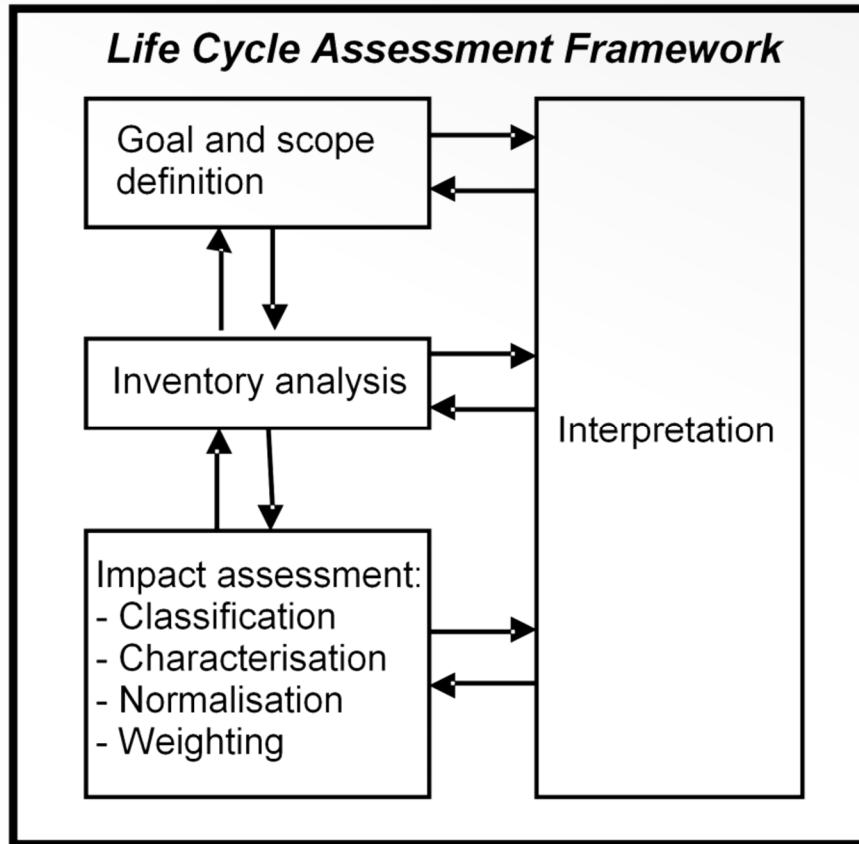 Life Cycle Assessment Framework
Goal and scope
definition
Inventory analysis
Interpretation
Impact assessment:
- Classification
- Characterisation
- Normalisation
- Weighting